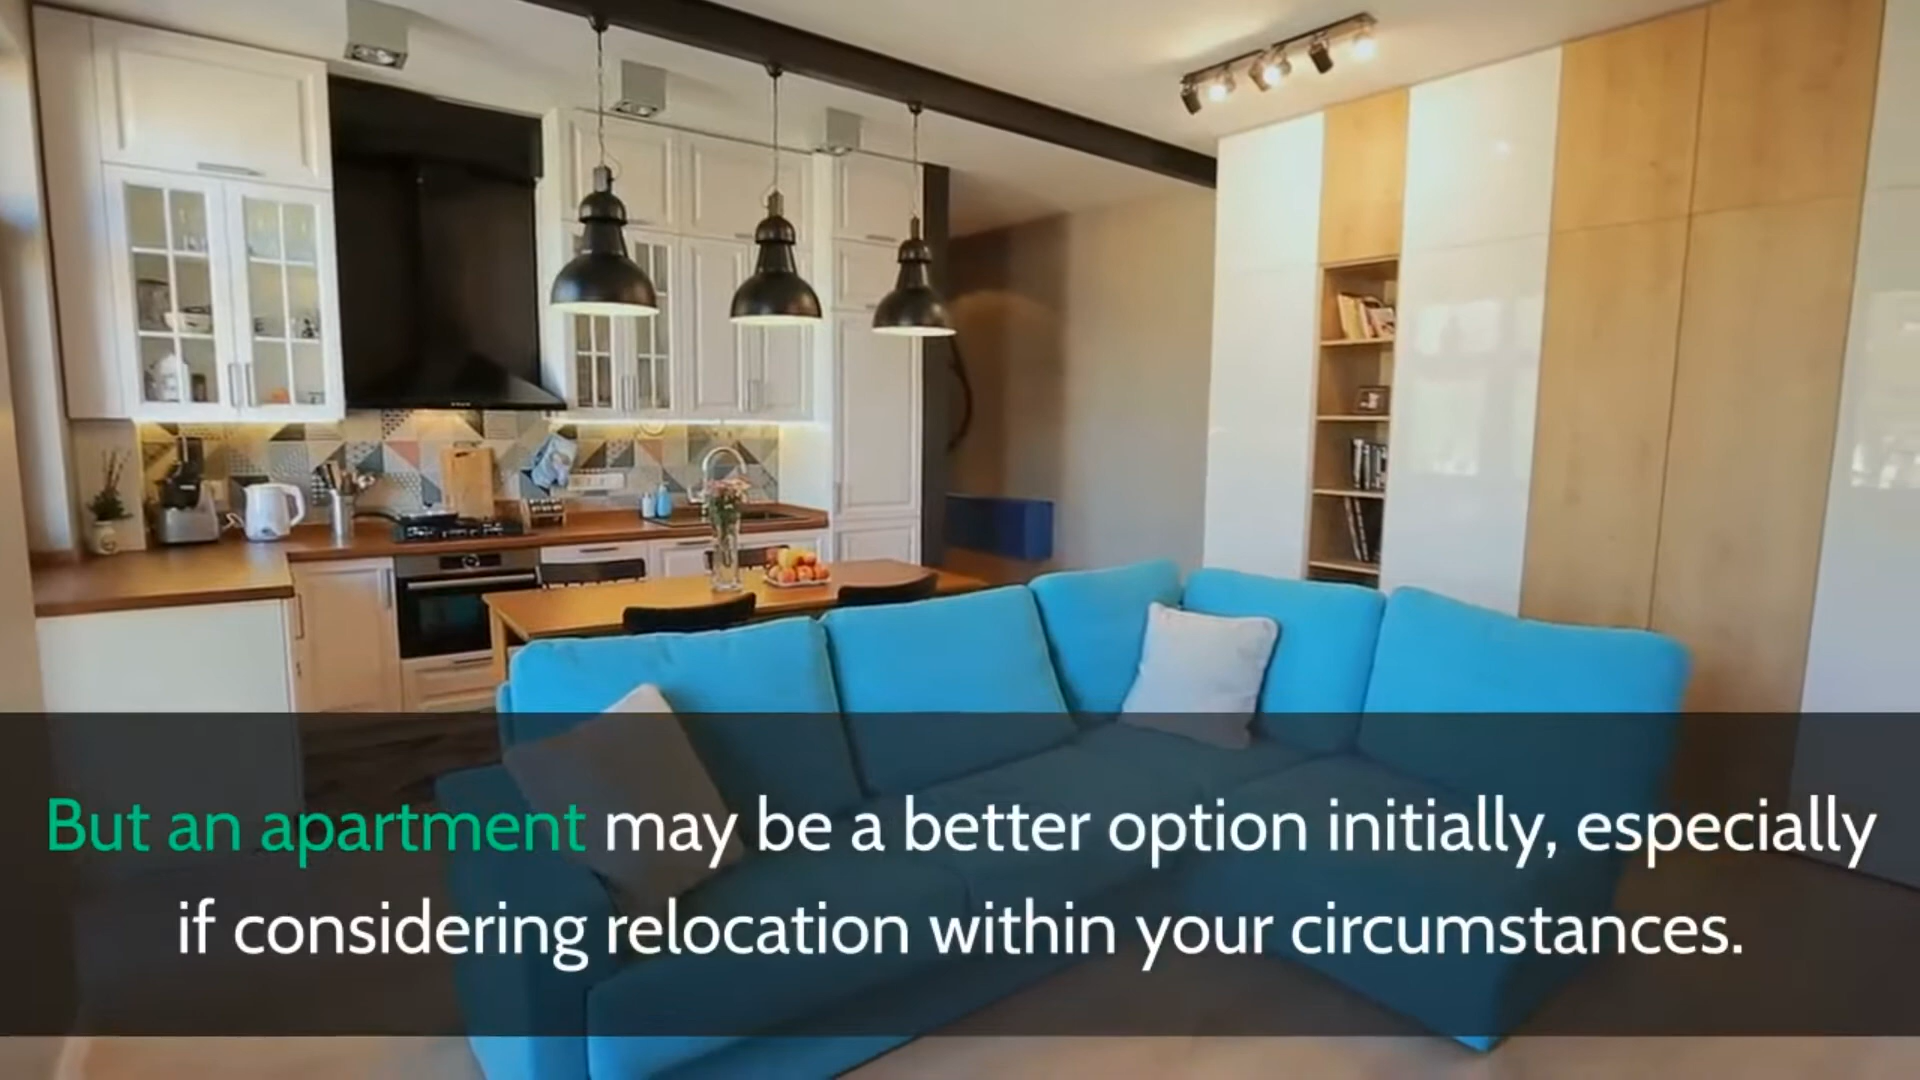 But an apartment may be a better option initially, especially
if considering relocation within your circumstances.